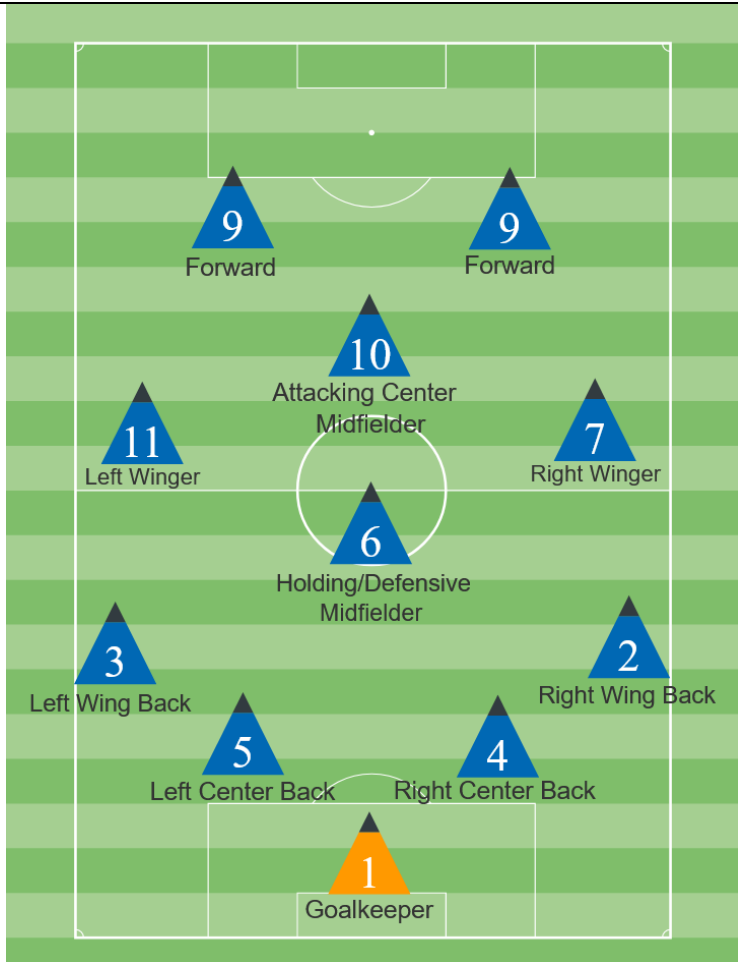 9
9
Forward
Forward
10
Attacking Center
Midfielder
11
7
Left Winger
Right Winger
6
Holding/Defensive
Midfielder
3
2
Left Wing Back
Right Wing Back
5
4
Left Center Back
Right Center Back
1
Goalkeeper